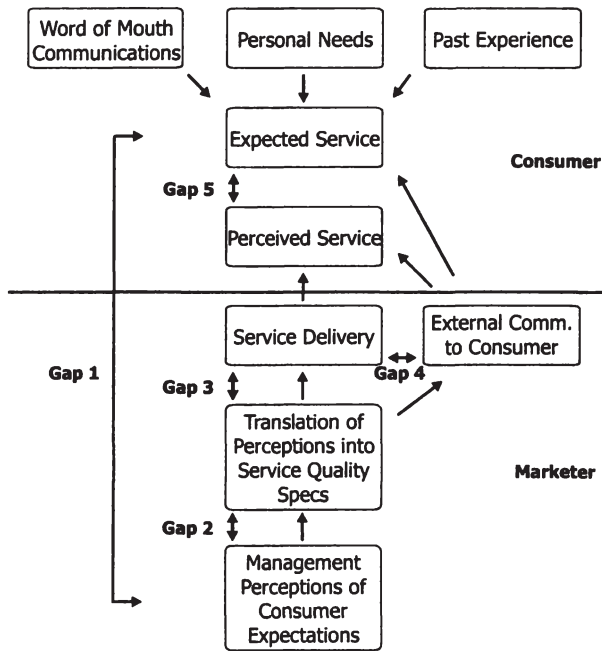 Word of Mouth
Communications
Personal Needs
Past Experience
Expected Service
Consumer
Gap 5
Perceived Service
Service Delivery
External Comm.
to Consumer
Gap 1
Gap 3
Gap 4
Translation of
Perceptions into
Service Quality
Specs
Marketer
Gap 2
Management
Perceptions of
Consumer
Expectations